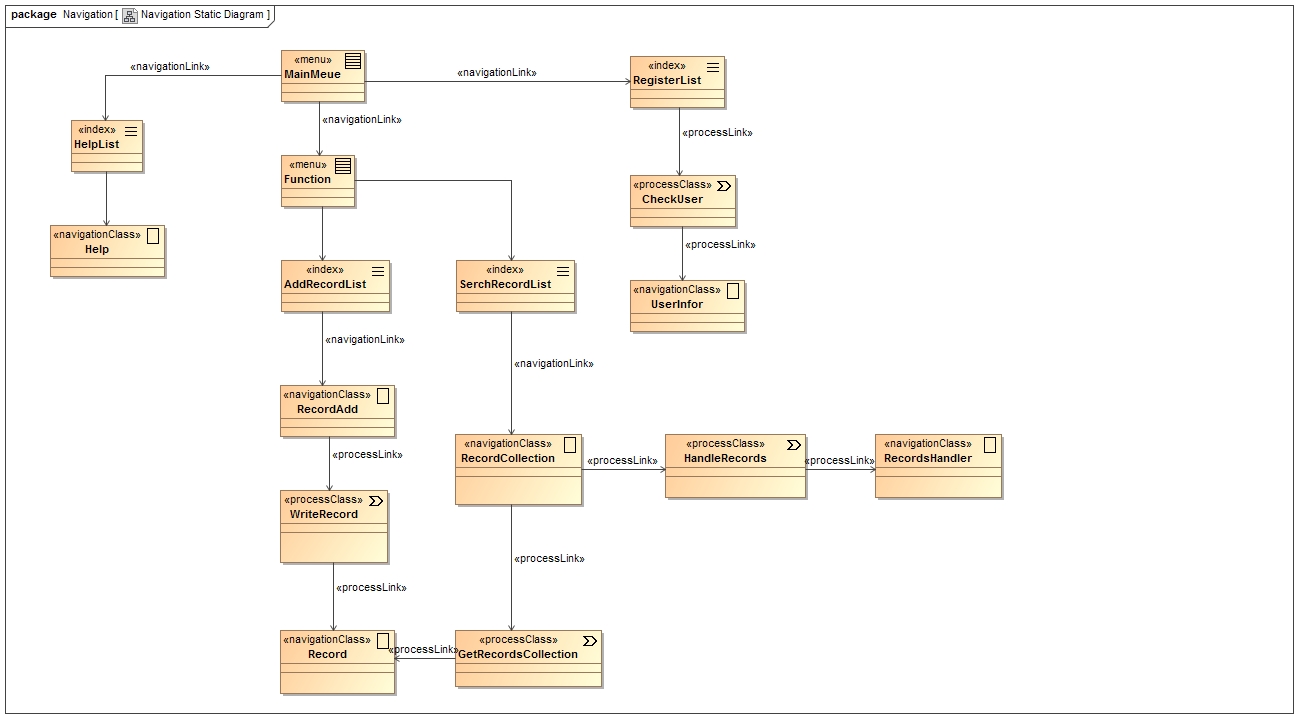 package Navigation [ Navigation Static Diagram ]
«navigationLink»
«menu»
MainMeue
«navigationLink»
«index»
RegisterList
«navigationLink»
«processLink»
«index»
HelpList
«menu»
Function
«processClass»
CheckUser
«navigationClass»
Help
«processLink»
«index»
AddRecordList
«index»
SerchRecordList
«navigationClass»
UserInfor
«navigationLink»
«navigationLink»
«navigationClass»
RecordAdd
«processLink»
«navigationClass»
RecordCollection
«processLink»
«processClass»
HandleRecords
«processLink»
«navigationClass»
RecordsHandler
«processClass»
WriteRecord
«processLink»
«processLink»
«navigationClass»
Record
«processLink»
«processClass»
GetRecordsCollection